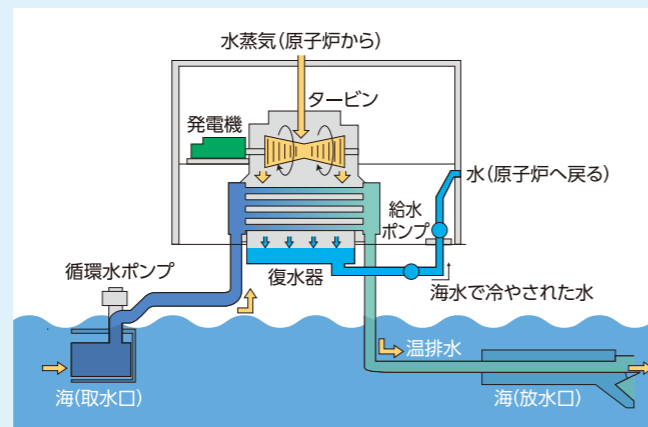 水蒸気(原子炉から)
タービン
発電機
水(原子炉へ戻る)
給水
ポンプ
循環水ポンプ
復水器
海水で冷やされた水
温排水
海(取水口)
海(放水口)